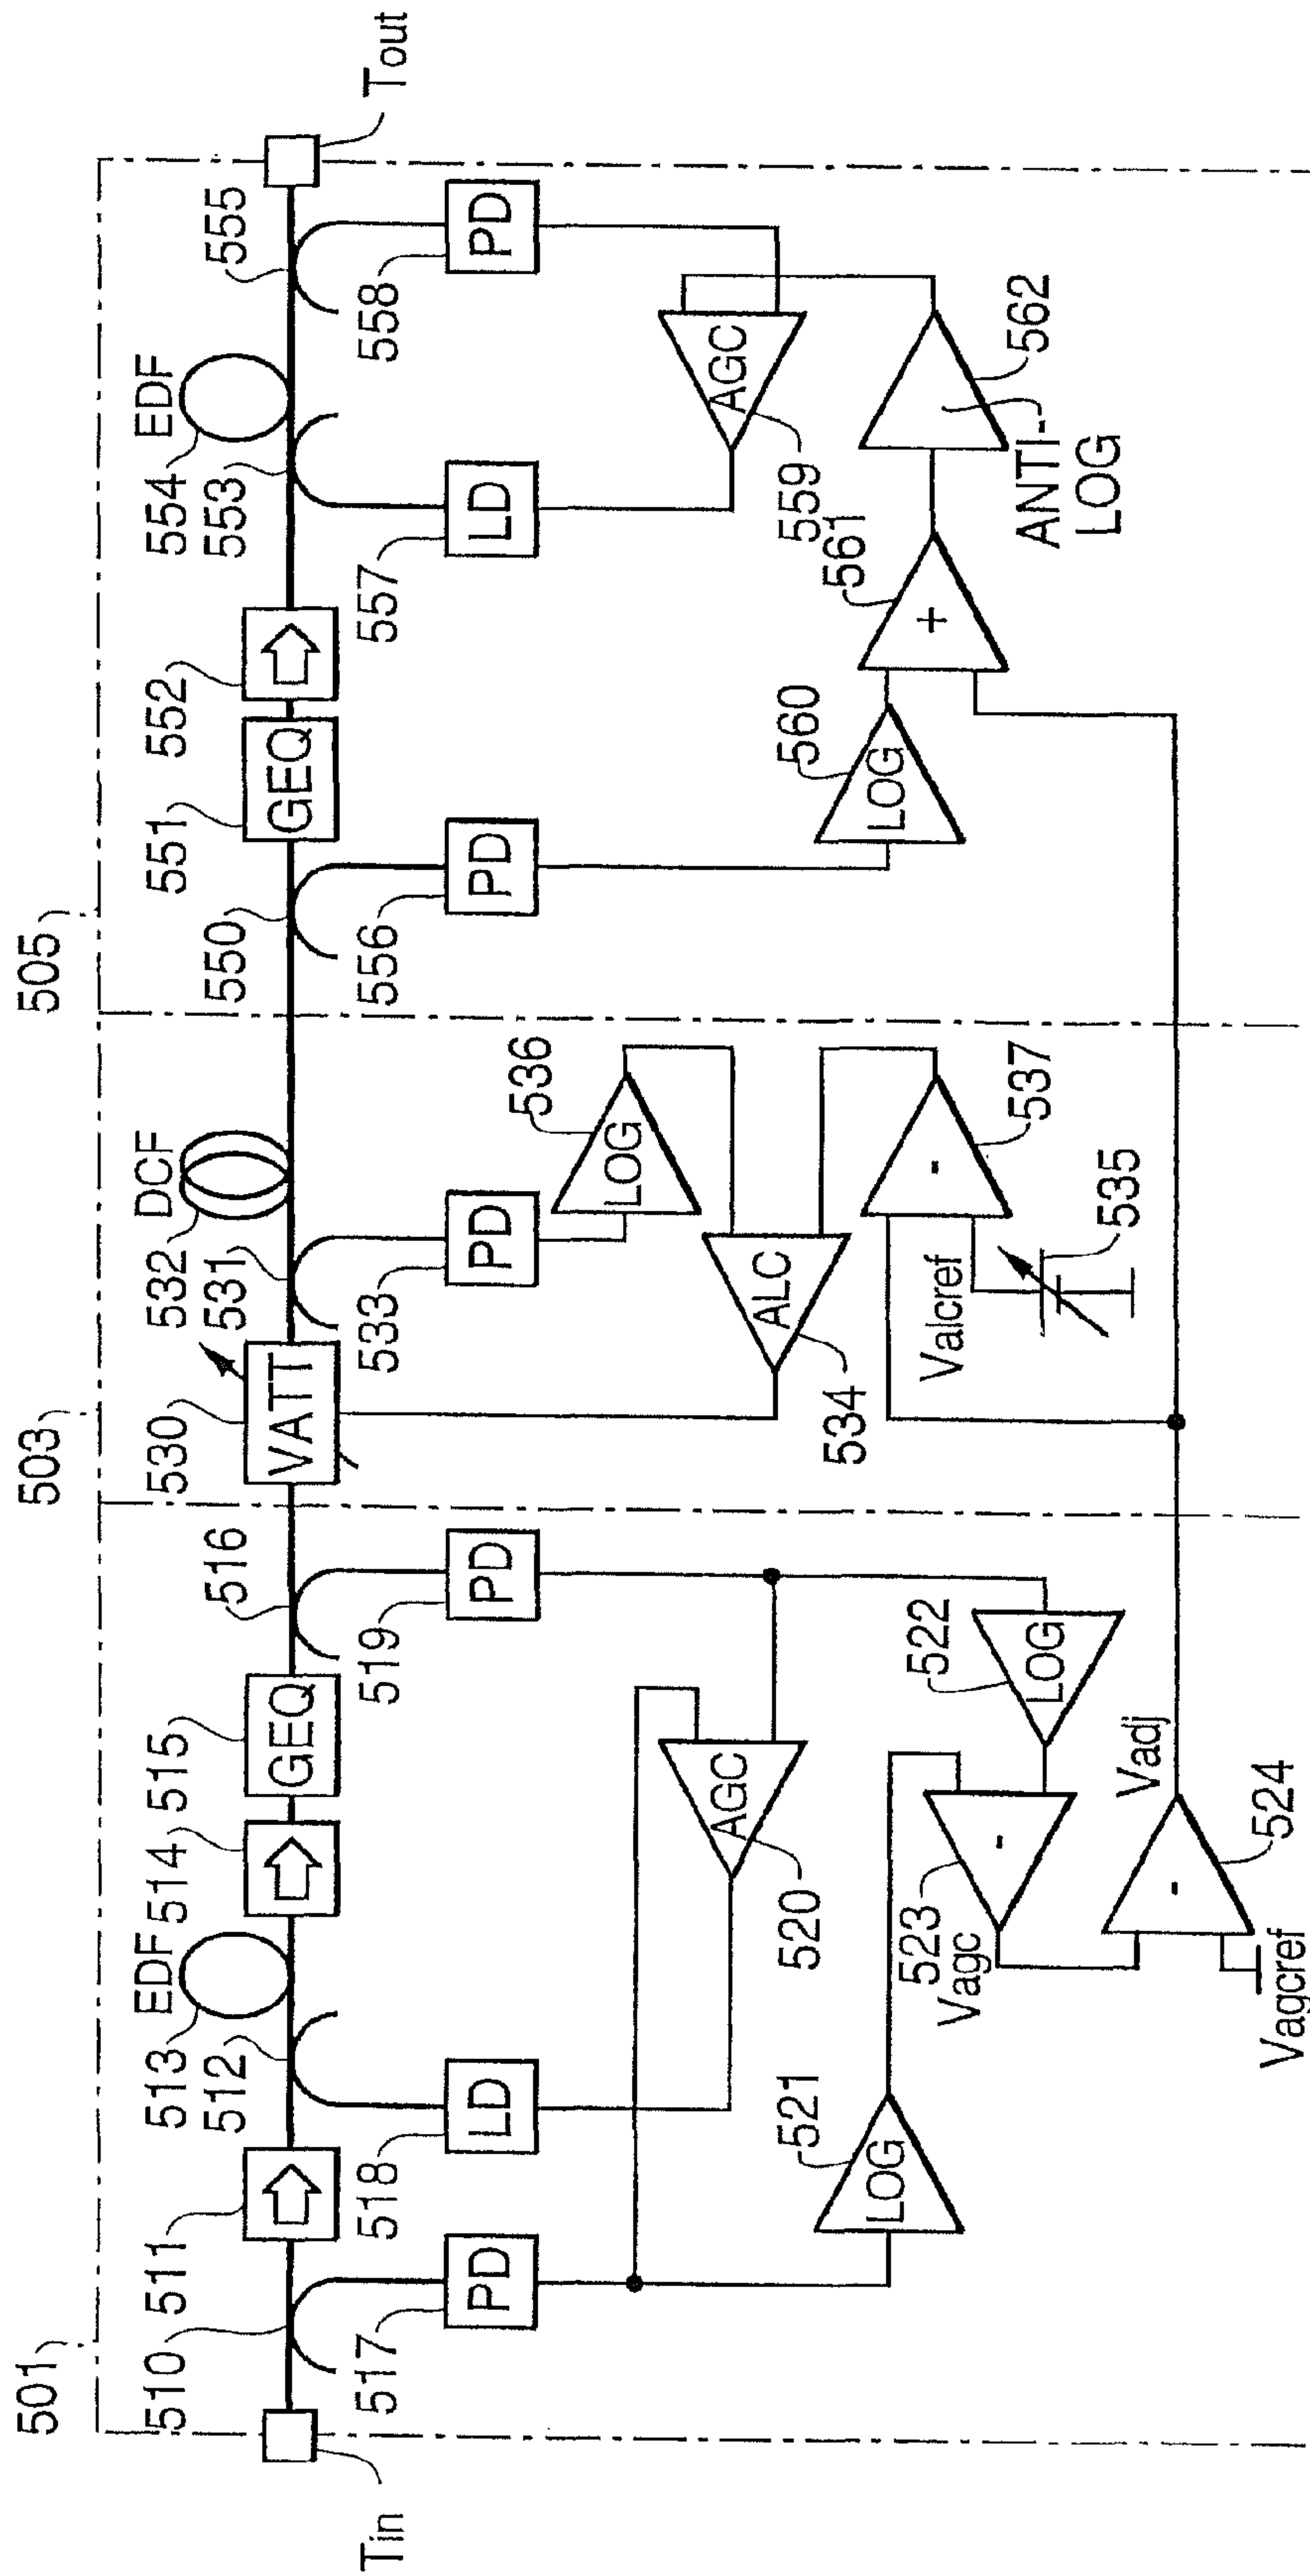 501
503
505
Tin
510
511
512
513
EDF
514
515
GEQ
516
517
PD
518
LD
519
PD
AGC
520
521
LOG
522
LOG
523
-
Vagc
524
-
Vadj
Vagcref
530
VATT
531
532
DCF
533
PD
536
LOG
ALC
534
537
-
Valcref
535
550
551
GEQ
552
553
554
EDF
555
Tout
556
PD
557
LD
558
PD
AGC
559
560
LOG
561
+
562
ANTI-
LOG